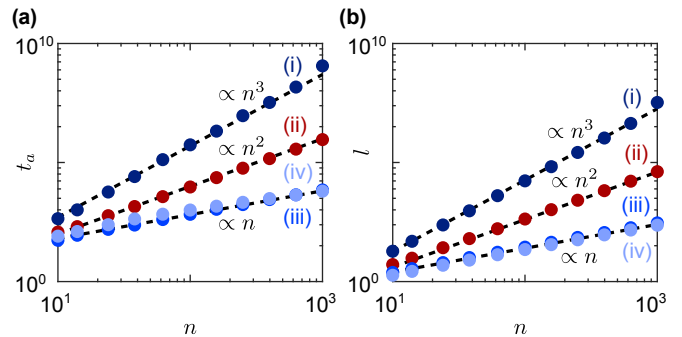 (a)
10^10
(i)
∝ n^3
(ii)
t_a
∝ n^2
(iv)
∝ n
(iii)
10^0
10^1
n
10^3
(b)
10^10
(i)
∝ n^3
l
(ii)
∝ n^2
(iii)
∝ n
(iv)
10^0
10^1
n
10^3